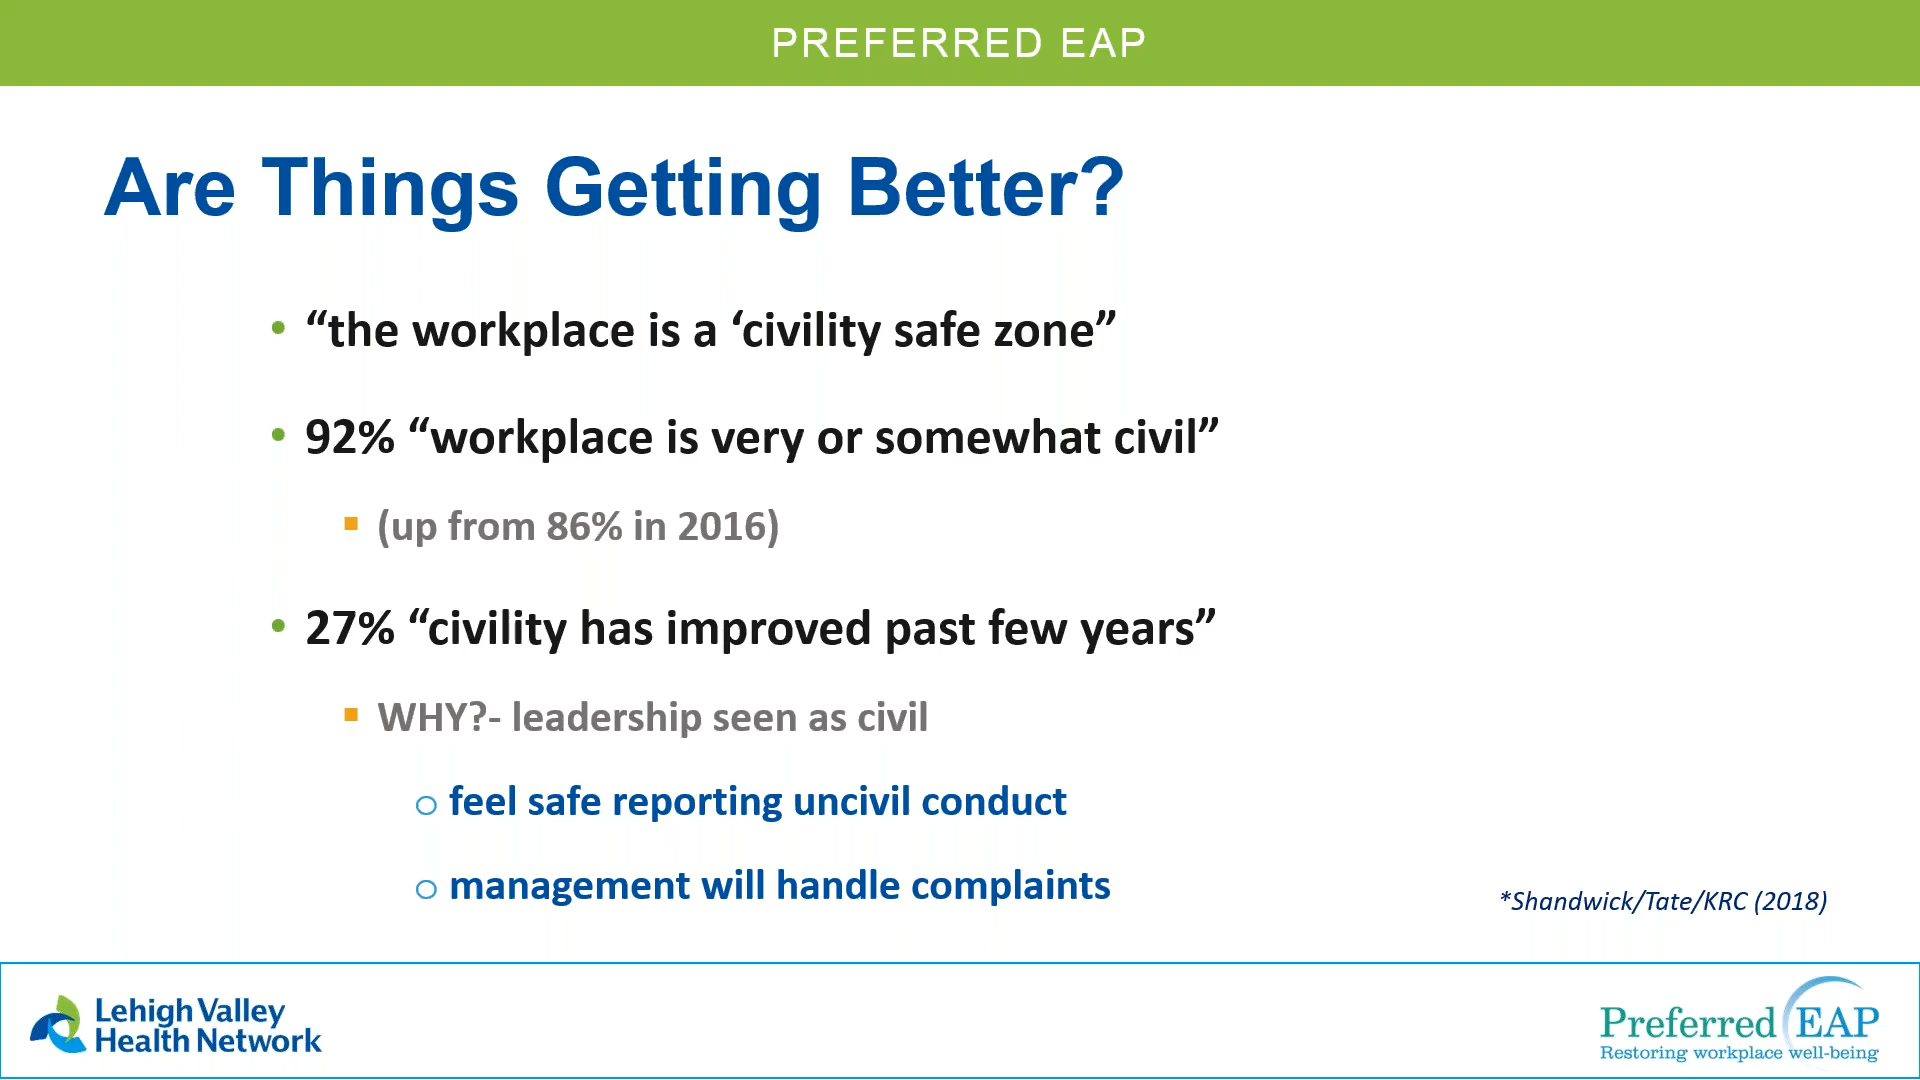 PREFERRED EAP
Are Things Getting Better?
• “the workplace is a ‘civility safe zone”
• 92% “workplace is very or somewhat civil”
▪ (up from 86% in 2016)
• 27% “civility has improved past few years”
▪ WHY?- leadership seen as civil
o feel safe reporting uncivil conduct
o management will handle complaints
*Shandwick/Tate/KRC (2018)
Lehigh Valley
Health Network
Preferred EAP
Restoring workplace well-being